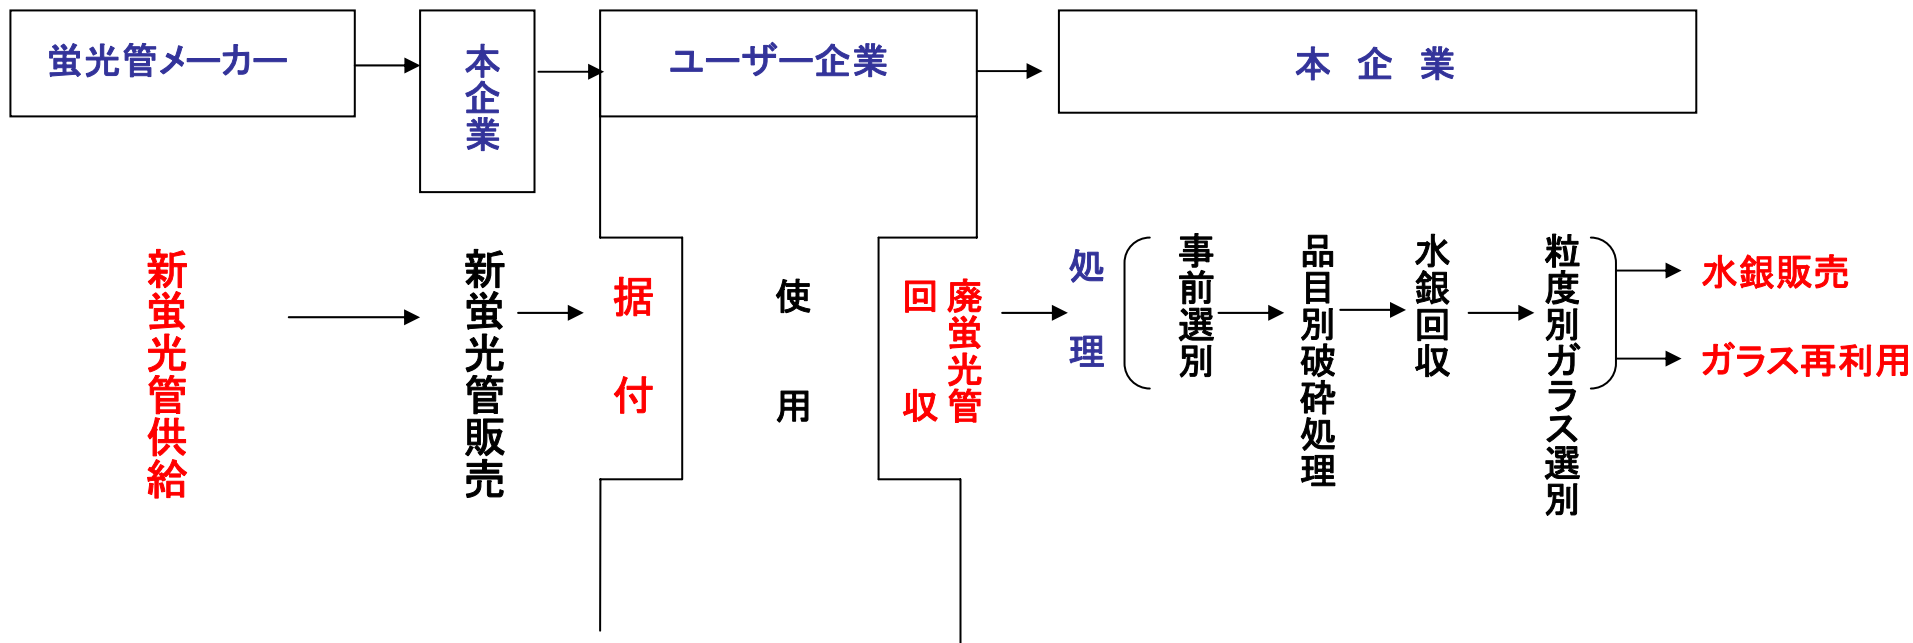 蛍光管メーカー
本企業
ユーザー企業
本企業
新蛍光管供給
新蛍光管販売
据付
使用
廃蛍光管
回収
処理
事前選別
品目別破砕処理
水銀回収
粒度別ガラス選別
水銀販売
ガラス再利用